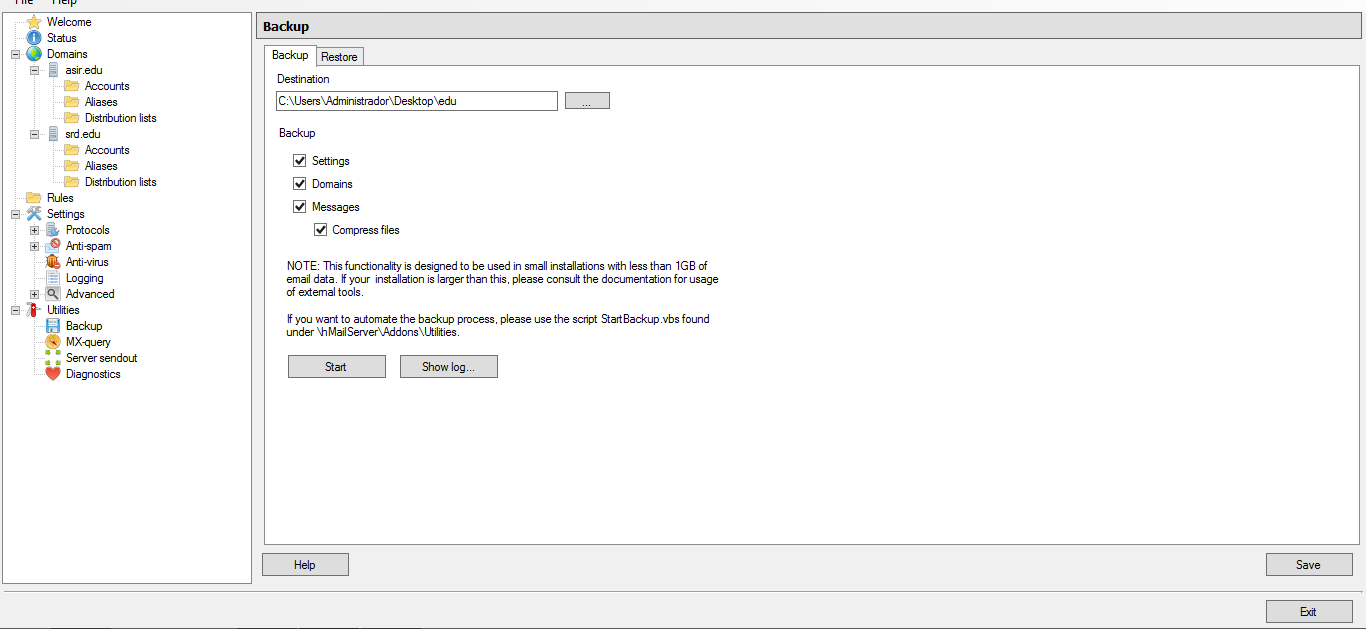 File Help
Welcome
Status
Domains
asir.edu
Accounts
Aliases
Distribution lists
srd.edu
Accounts
Aliases
Distribution lists
Rules
Settings
Protocols
Anti-spam
Anti-virus
Logging
Advanced
Utilities
Backup
MX-query
Server sendout
Diagnostics
Backup
Backup Restore
Destination
C:\Users\Administrador\Desktop\edu ...
Backup
Settings
Domains
Messages
Compress files
NOTE: This functionality is designed to be used in small installations with less than 1GB of
email data. If your installation is larger than this, please consult the documentation for usage
of external tools.
If you want to automate the backup process, please use the script StartBackup.vbs found
under \hMailServer\Addons\Utilities.
Start Show log...
Help Save
Exit